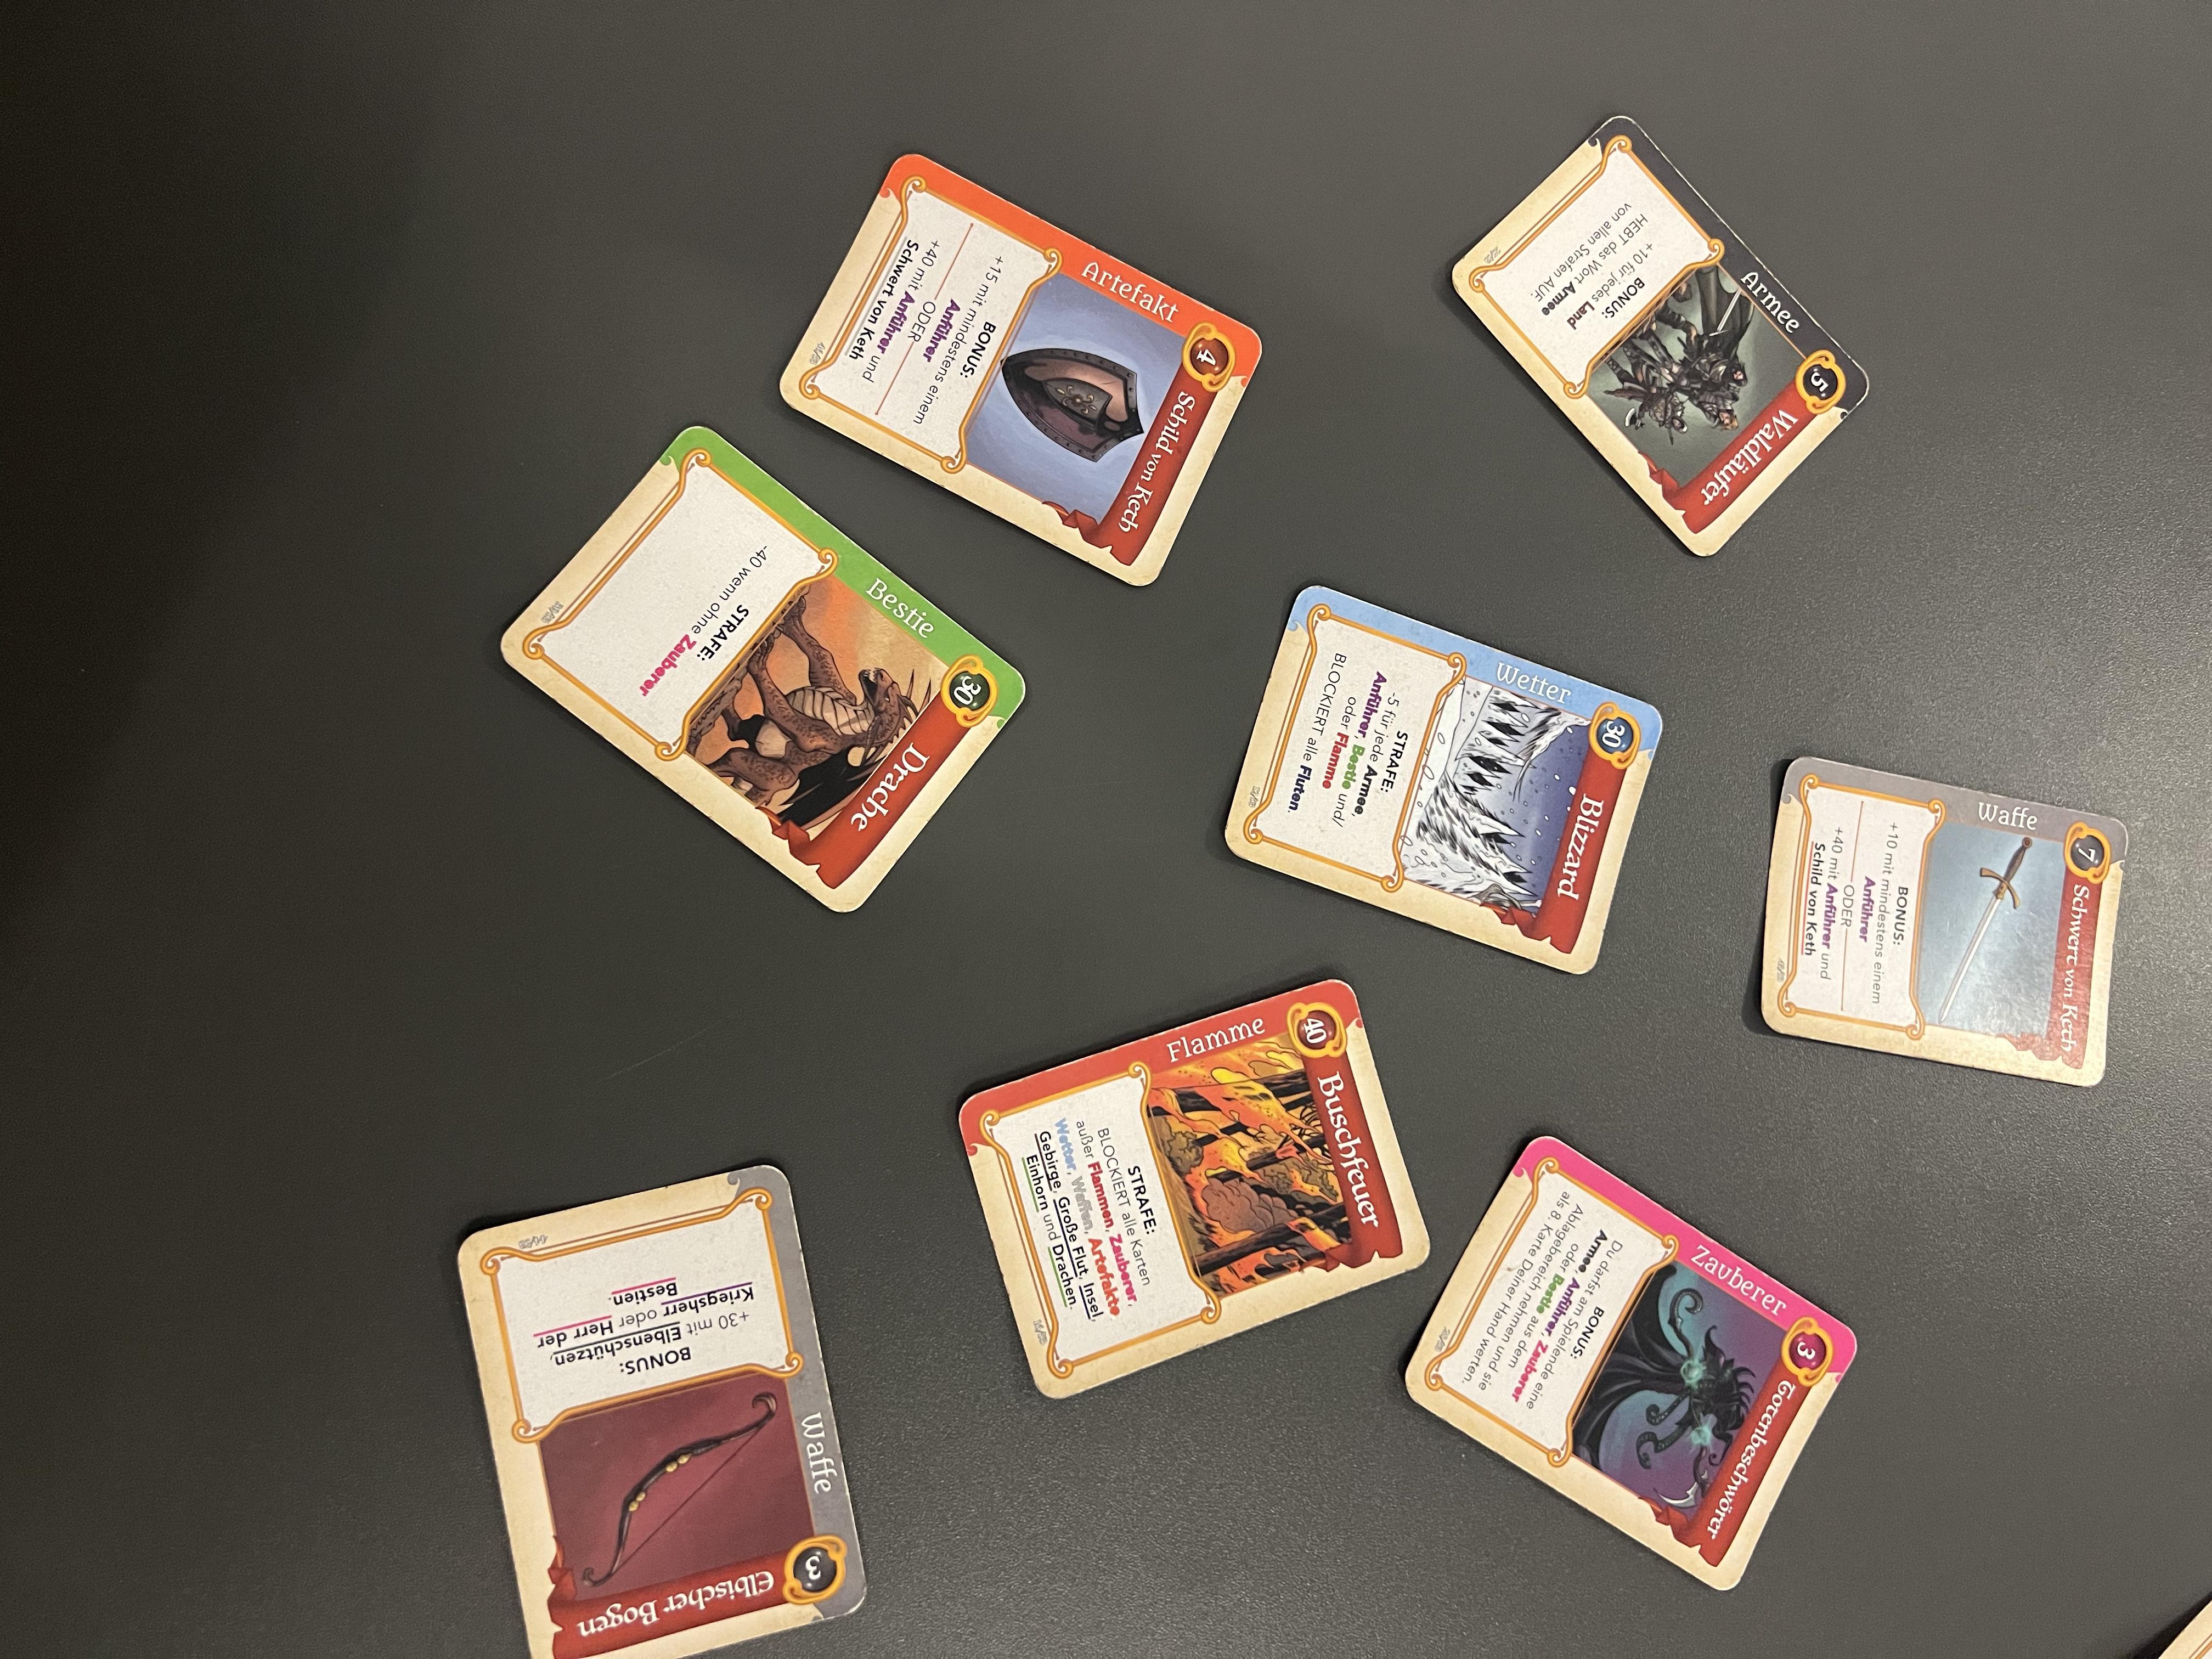 Armee
5
Waldläufer
BONUS:
+10 für jedes Land
HEBT das Wort Armee
von allen Strafen AUF.
Artefakt
4
Schild von Keth
BONUS:
+15 mit mindestens einem
Anführer
ODER
+40 mit Anführer und
Schwert von Keth
Bestie
30
Drache
STRAFE:
-40 wenn ohne Zauberer
Wetter
30
Blizzard
STRAFE:
-5 für jede Armee,
Anführer, Bestie und/
oder Flamme
BLOCKIERT alle Fluten.
Waffe
7
Schwert von Keth
BONUS:
+10 mit mindestens einem
Anführer
ODER
+40 mit Anführer und
Schild von Keth
Flamme
40
Buschfeuer
STRAFE:
BLOCKIERT alle Karten
außer Flammen, Zauberer,
Wetter, Waffen, Artefakte
Gebirge, Große Flut, Insel,
Einhorn und Drachen.
Zauberer
3
Totenbeschwörer
BONUS:
Du darfst am Spielende eine
Armee, Anführer, Zauberer
oder Bestie aus dem
Ablagebereich nehmen und sie
als 8. Karte Deiner Hand werten.
Waffe
3
Elbischer Bogen
BONUS:
+30 mit Elbenschützen,
Kriegsherr oder Herr der
Bestien.